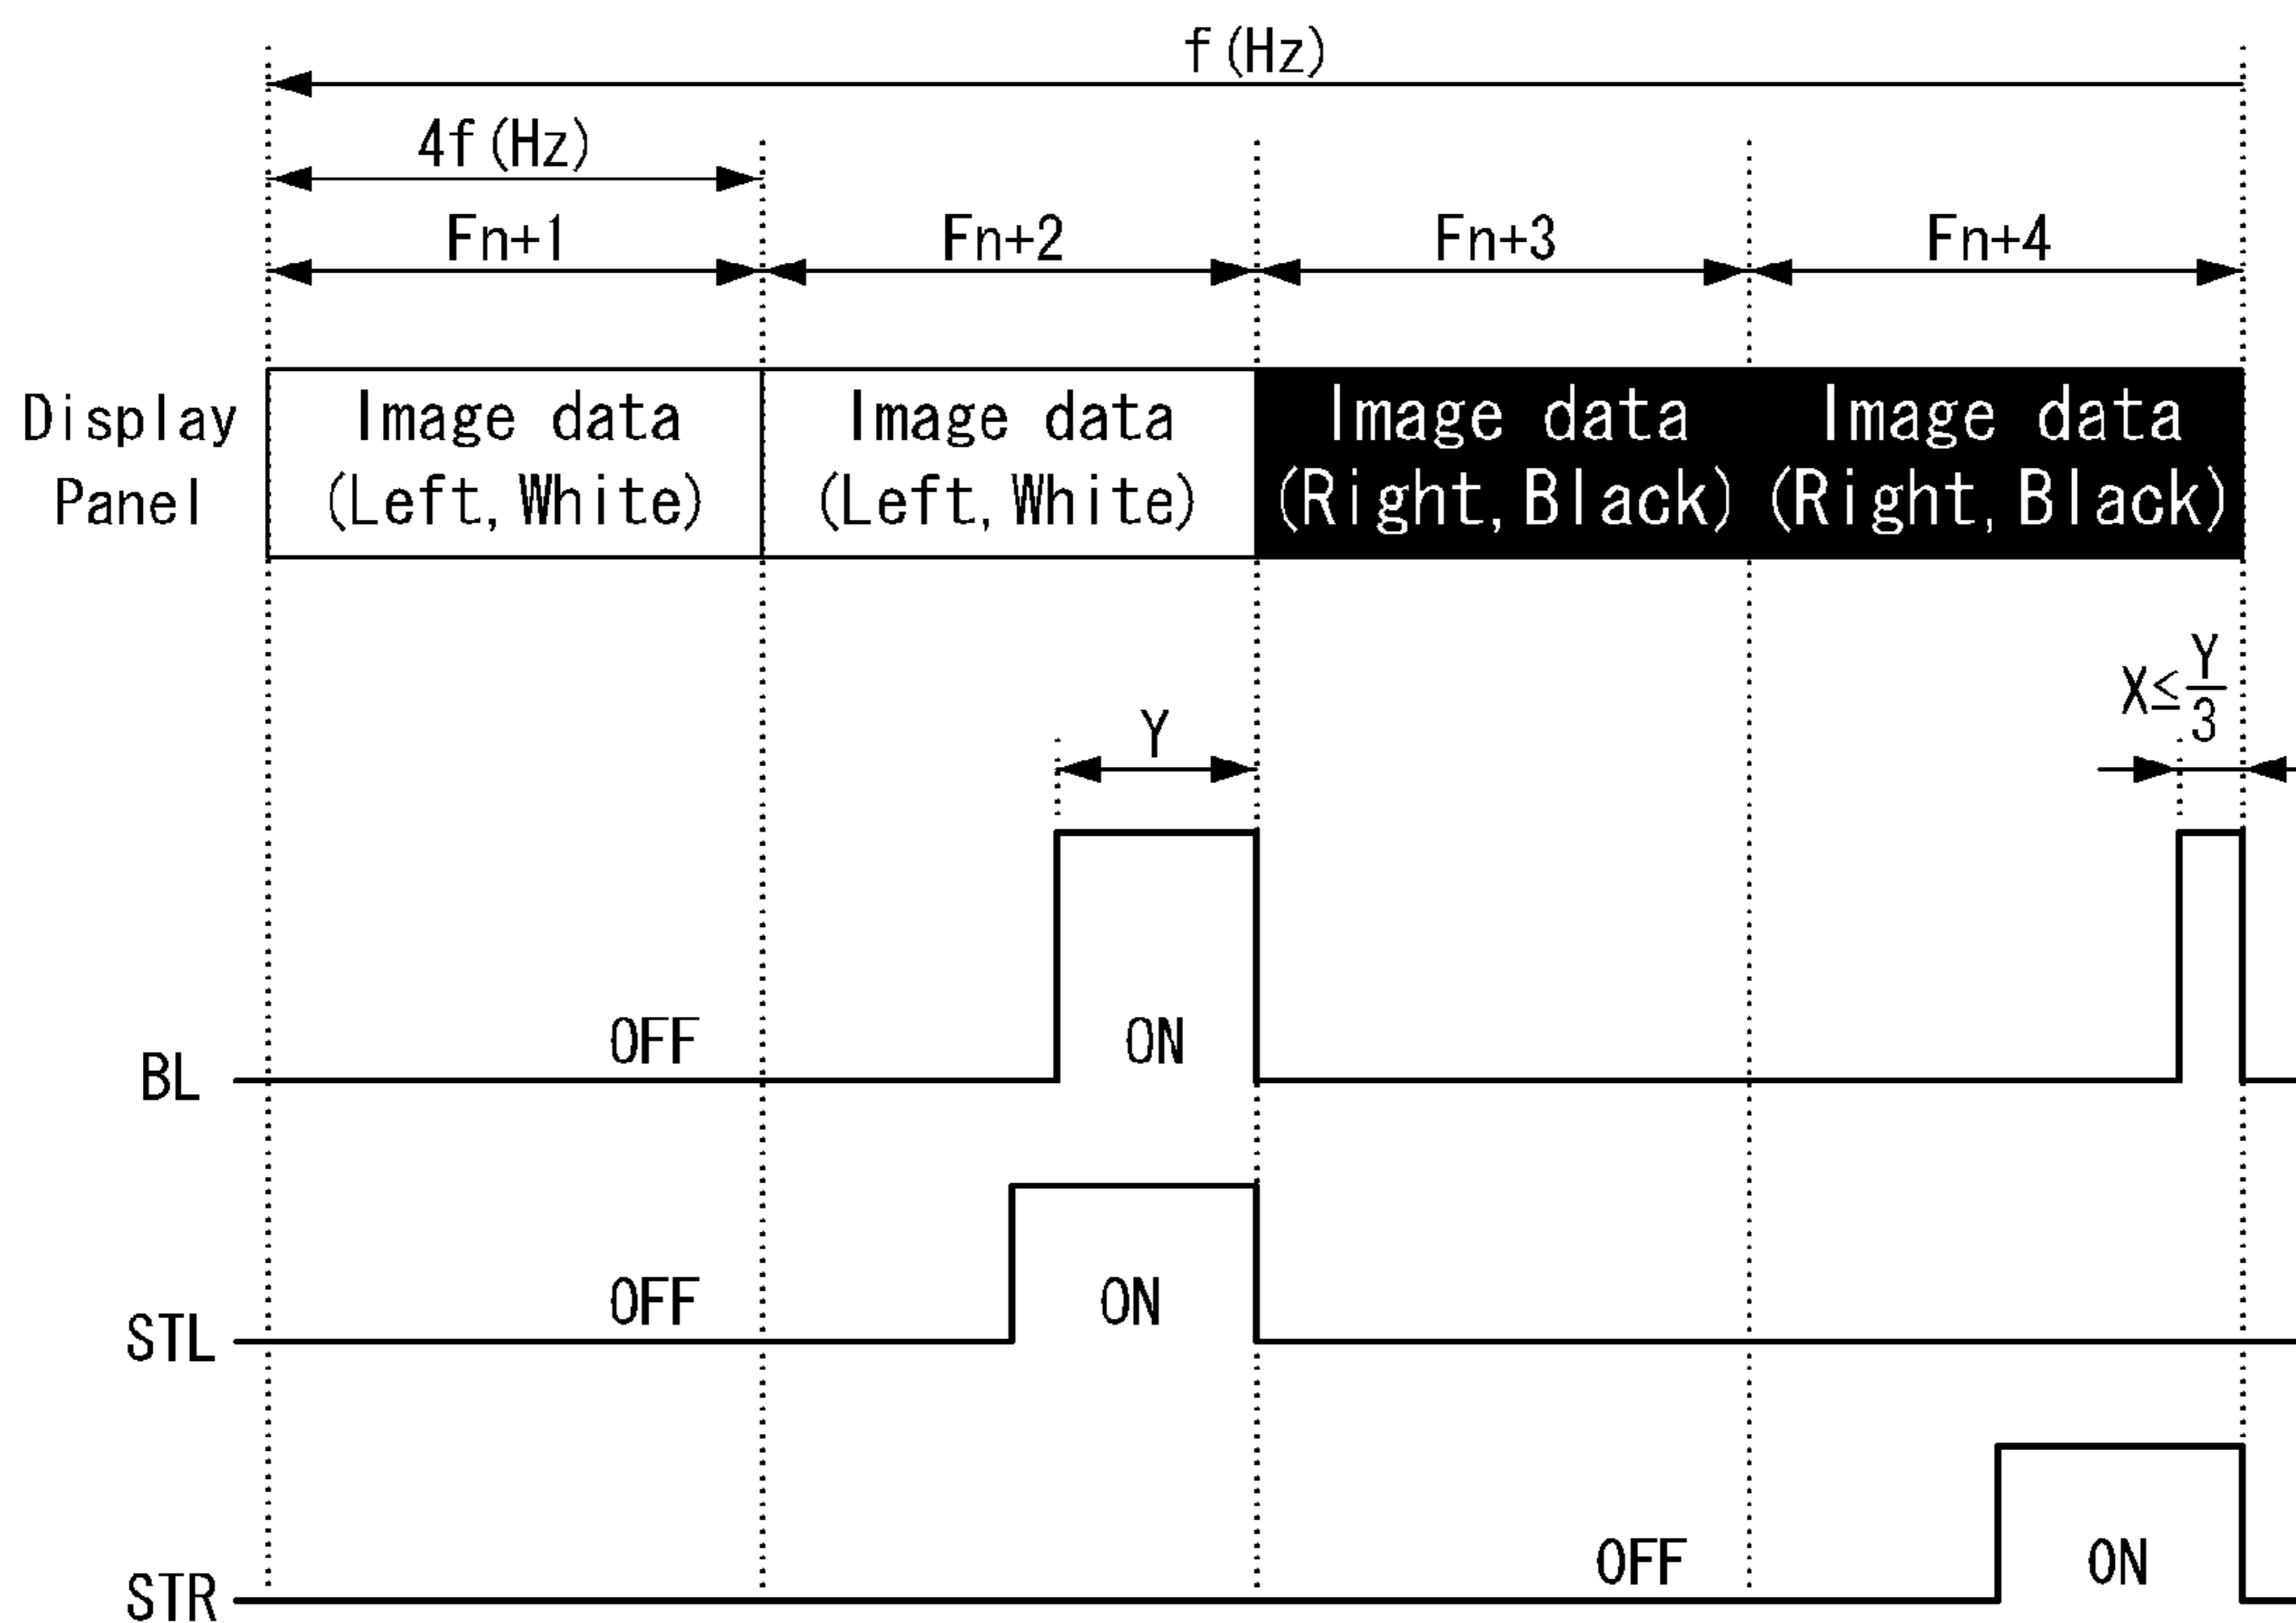 f(Hz)
4f(Hz)
Fn+1 Fn+2 Fn+3 Fn+4
Display Panel
Image data (Left,White)
Image data (Left,White)
Image data (Right,Black)
Image data (Right,Black)
Y
X≤Y/3
BL OFF ON
STL OFF ON
STR OFF ON